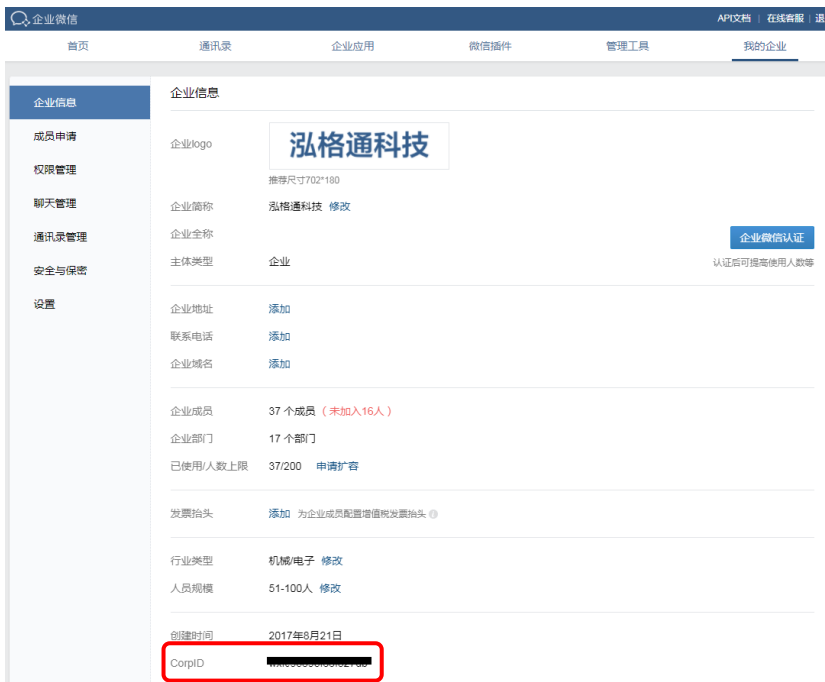 企业微信
API文档 | 在线客服 |
首页 通讯录 企业应用 微信插件 管理工具 我的企业
企业信息
成员申请
权限管理
聊天管理
通讯录管理
安全与保密
设置
企业信息
企业logo 泓格通科技
推荐尺寸702*180
企业简称 泓格通科技 修改
企业全称 企业微信认证
主体类型 企业 认证后可提高使用人数等
企业地址 添加
联系电话 添加
企业域名 添加
企业成员 37 个成员 ( 未加入16人 )
企业部门 17 个部门
已使用/人数上限 37/200 申请扩容
发票抬头 添加 为企业成员配置增值税发票抬头
行业类型 机械/电子 修改
人员规模 51-100人 修改
创建时间 2017年8月21日
CorpID